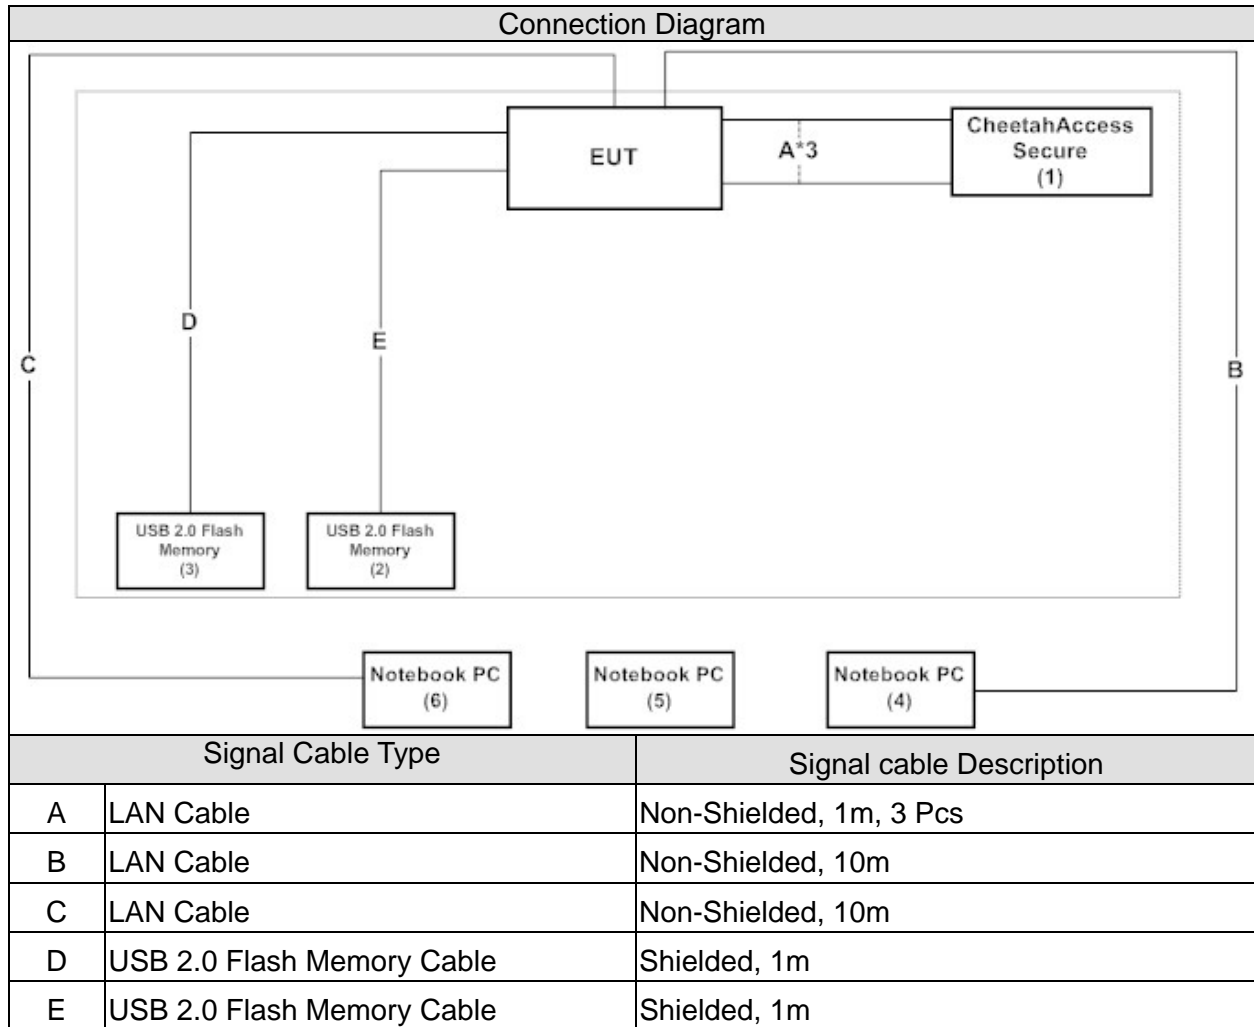 Connection Diagram
EUT
A*3
CheetahAccess
Secure
(1)
D
E
C
B
USB 2.0 Flash
Memory
(3)
USB 2.0 Flash
Memory
(2)
Notebook PC
(6)
Notebook PC
(5)
Notebook PC
(4)
Signal Cable Type Signal cable Description
A LAN Cable Non-Shielded, 1m, 3 Pcs
B LAN Cable Non-Shielded, 10m
C LAN Cable Non-Shielded, 10m
D USB 2.0 Flash Memory Cable Shielded, 1m
E USB 2.0 Flash Memory Cable Shielded, 1m